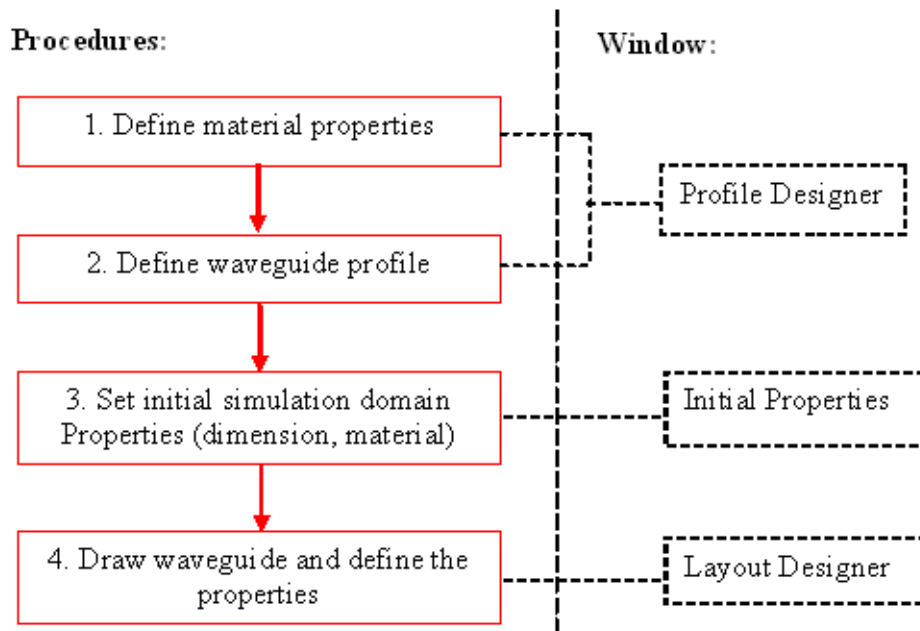 Procedures:
Window:
1. Define material properties
Profile Designer
2. Define waveguide profile
3. Set initial simulation domain
Properties (dimension, material)
Initial Properties
4. Draw waveguide and define the
properties
Layout Designer